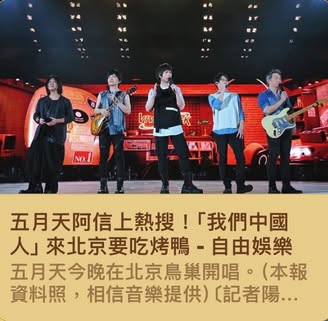 NO.1
五月天阿信上熱搜！「我們中國
人」來北京要吃烤鴨 - 自由娛樂
五月天今晚在北京鳥巢開唱。(本報
資料照，相信音樂提供)〔記者陽...